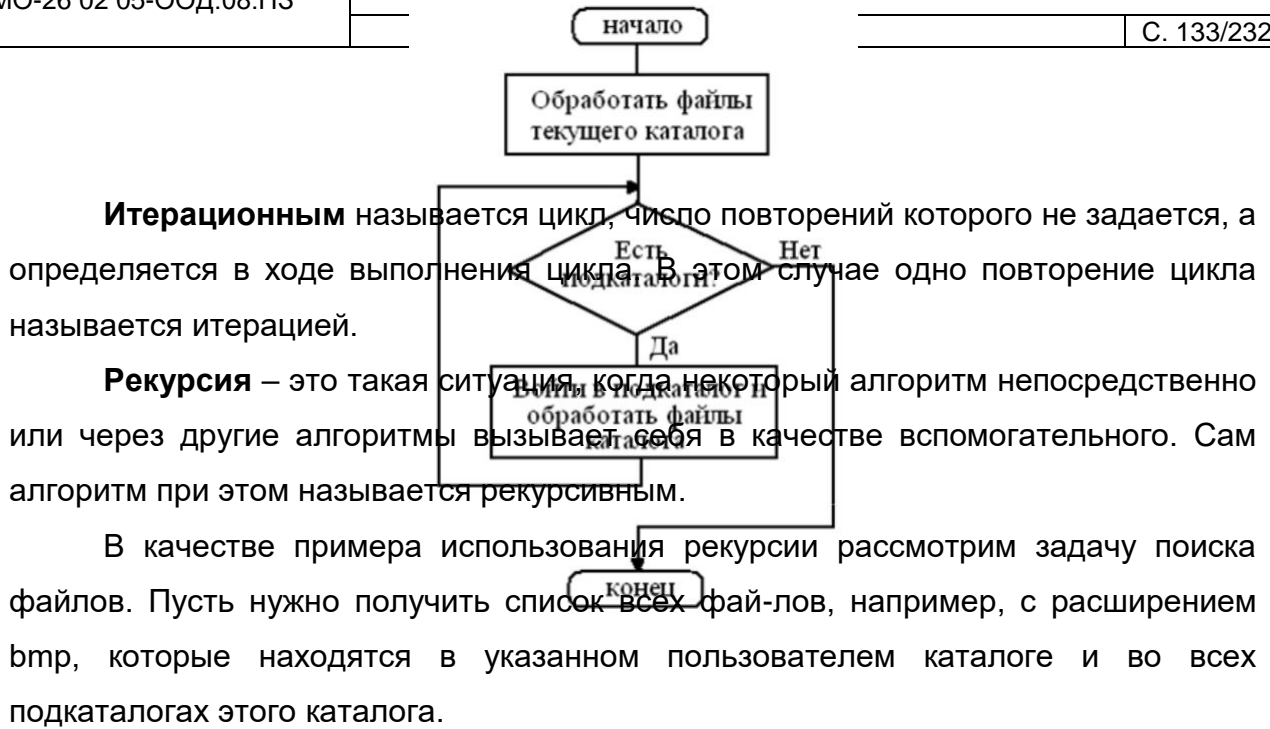 МО-26 02 05-ООД.08.ПЗ
С. 133/232
начало
Обработать файлы
текущего каталога
Итерационным называется цикл, число повторений которого не задается, а
определяется в ходе выполнения цикла. В этом случае одно повторение цикла
называется итерацией.
Есть
подкаталоги?
Нет
Да
Рекурсия – это такая ситуация, когда некоторый алгоритм непосредственно
или через другие алгоритмы вызывает себя в качестве вспомогательного. Сам
алгоритм при этом называется рекурсивным.
Войти в подкаталог и
обработать файлы
каталога
В качестве примера использования рекурсии рассмотрим задачу поиска
файлов. Пусть нужно получить список всех фай-лов, например, с расширением
bmp, которые находятся в указанном пользователем каталоге и во всех
подкаталогах этого каталога.
конец